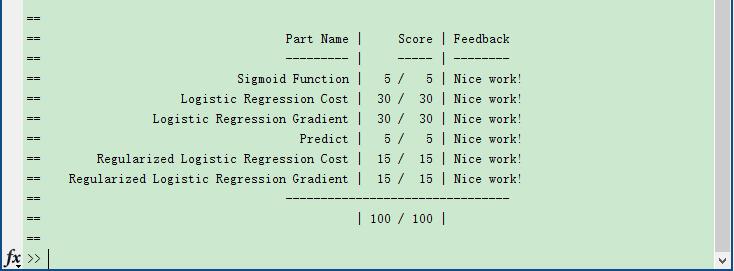 ==
== Part Name | Score | Feedback
== --------- | ----- | --------
== Sigmoid Function | 5 / 5 | Nice work!
== Logistic Regression Cost | 30 / 30 | Nice work!
== Logistic Regression Gradient | 30 / 30 | Nice work!
== Predict | 5 / 5 | Nice work!
== Regularized Logistic Regression Cost | 15 / 15 | Nice work!
== Regularized Logistic Regression Gradient | 15 / 15 | Nice work!
== --------------------------------
== | 100 / 100 |
==
fx >>